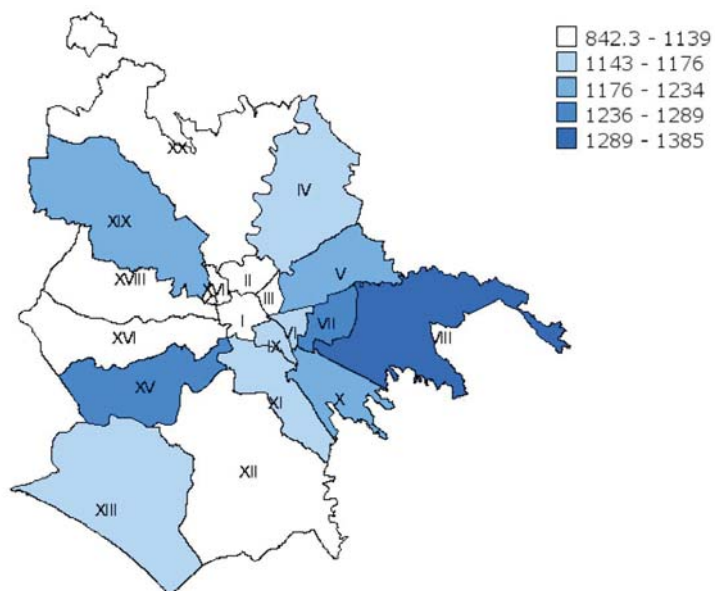 842.3 - 1139
1143 - 1176
1176 - 1234
1236 - 1289
1289 - 1385
XX
IV
XIX
V
XVIII
XVI
II
III
I
VII
VI
IX
VIII
XVI
XV
X
XI
XII
XIII